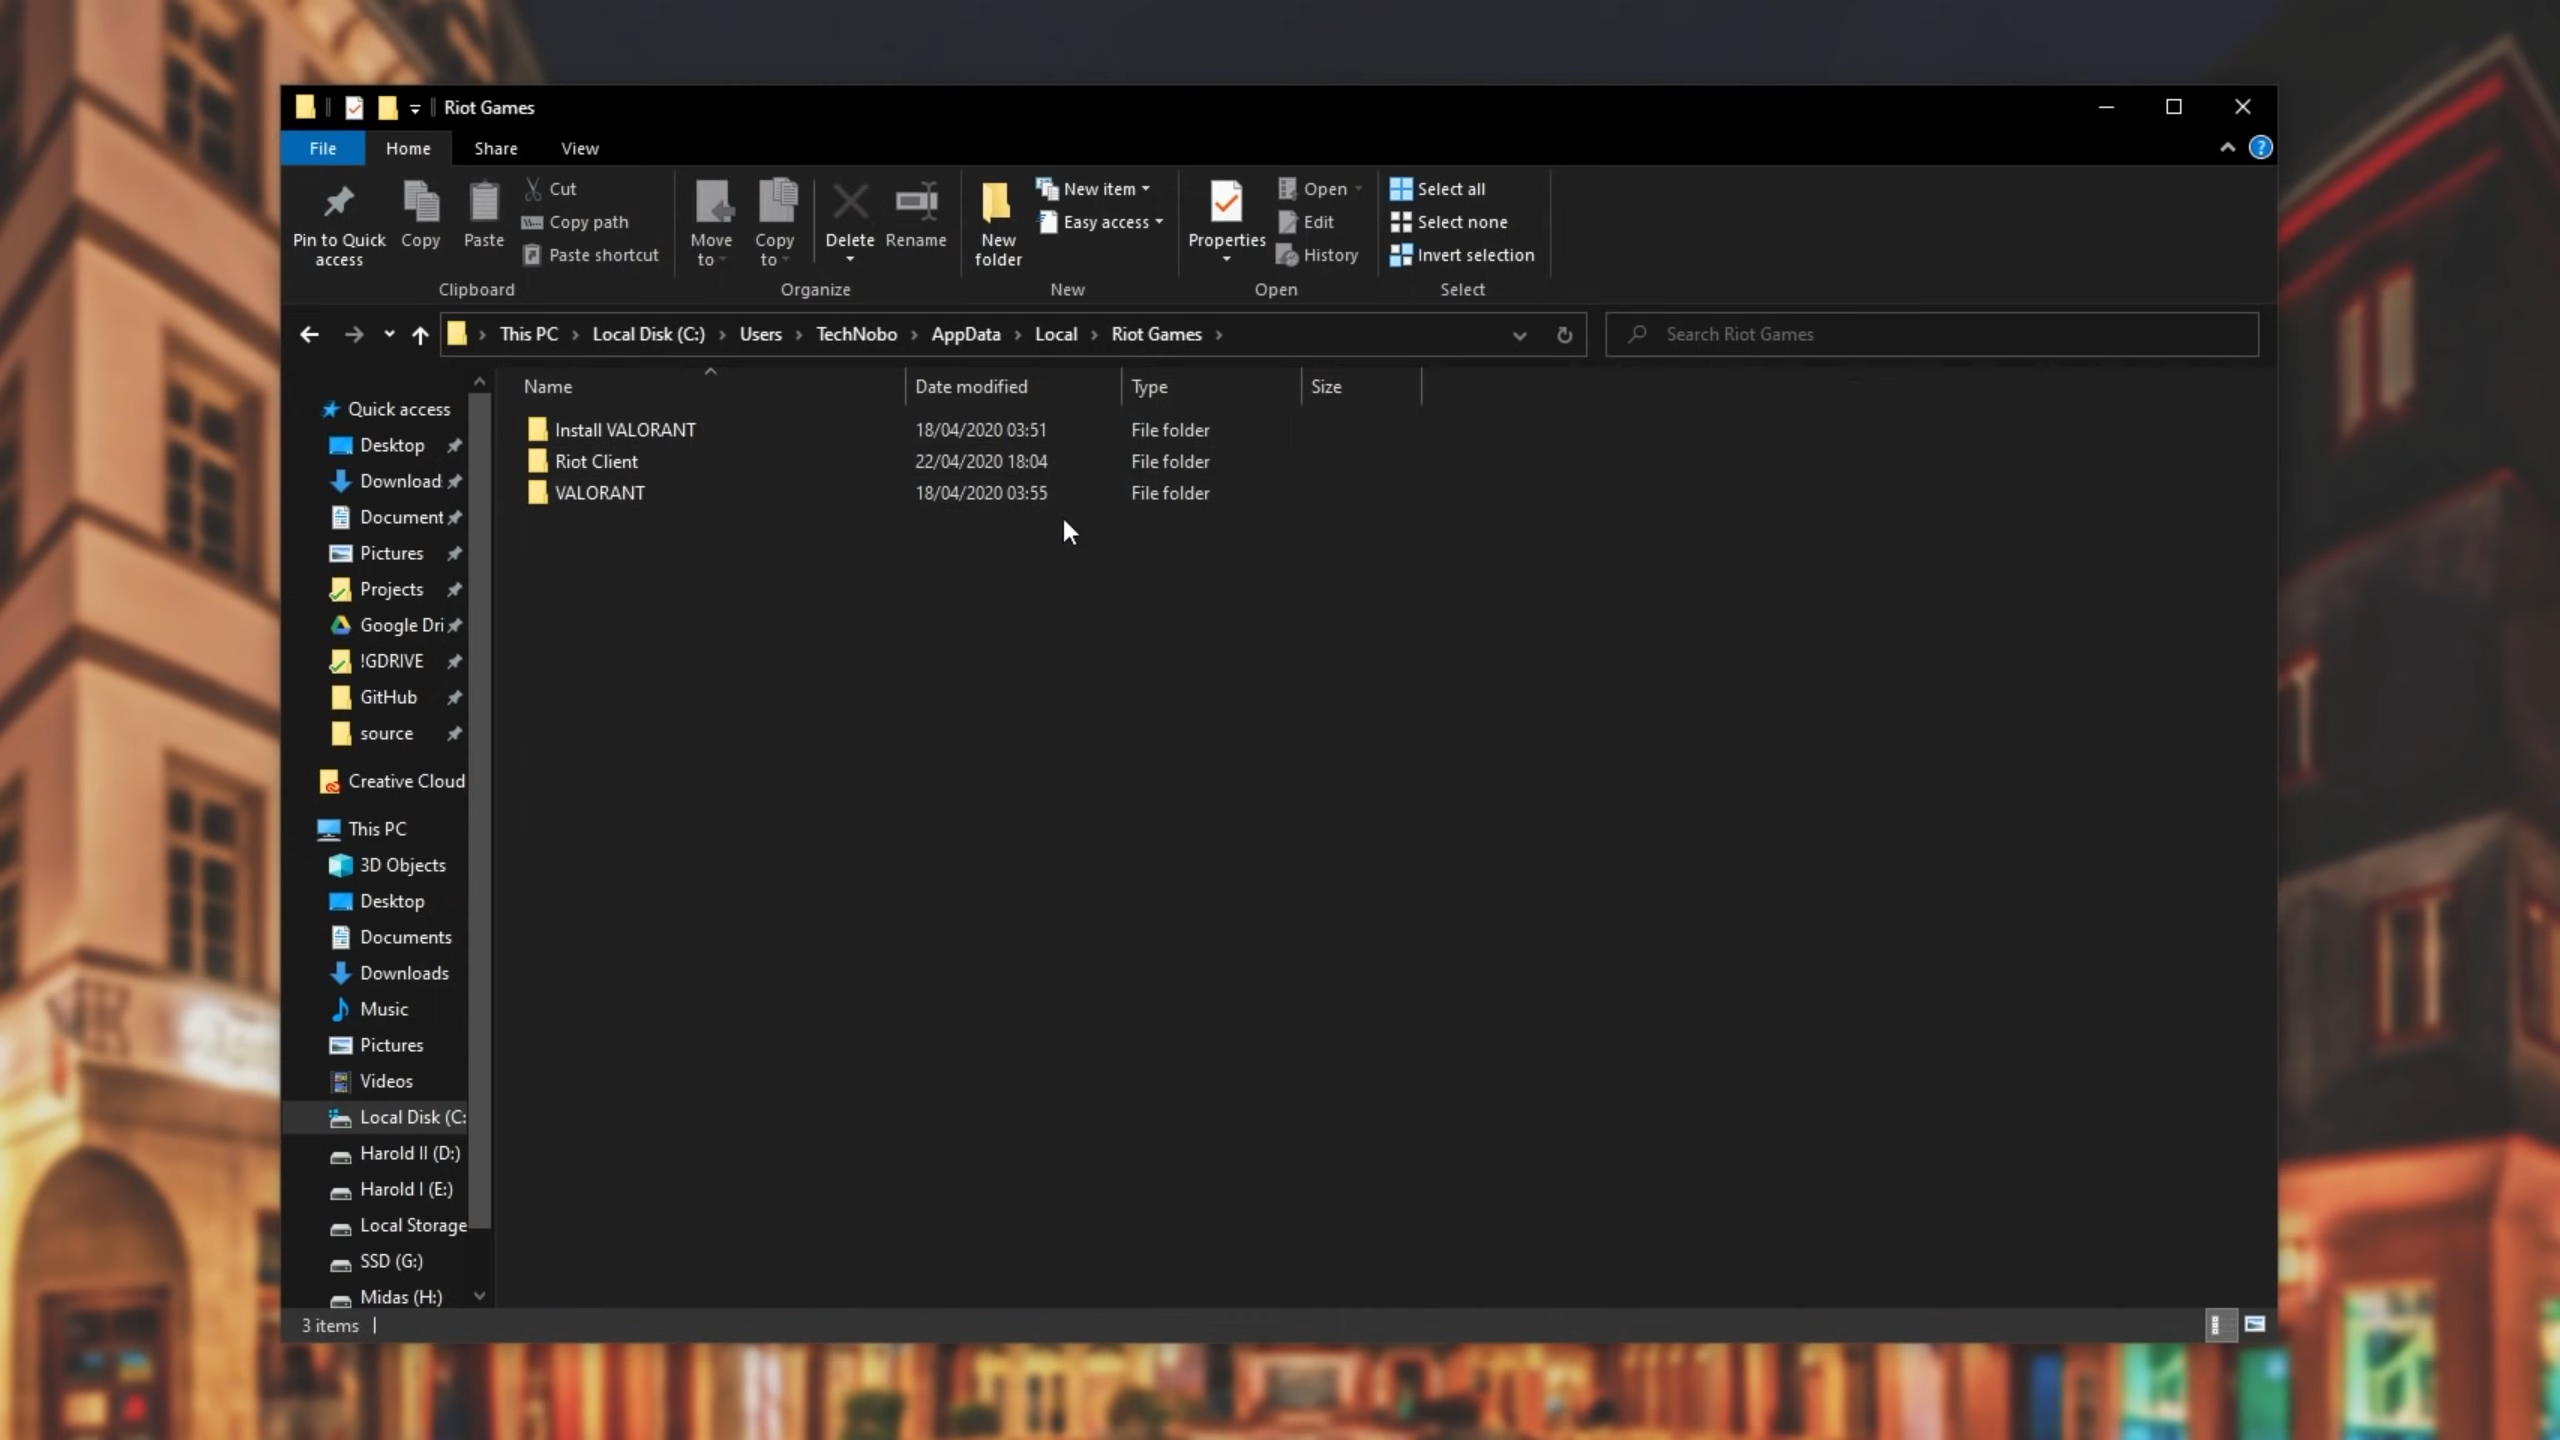 Riot Games
File
Home
Share
View
Pin to Quick
access
Copy
Paste
Cut
Copy path
Paste shortcut
Clipboard
Move
to
Copy
to
Delete
Rename
Organize
New
folder
New item
Easy access
New
Properties
Open
Edit
History
Open
Select all
Select none
Invert selection
Select
This PC
Local Disk (C:)
Users
TechNobo
AppData
Local
Riot Games
Search Riot Games
Name
Date modified
Type
Size
Install VALORANT
18/04/2020 03:51
File folder
Riot Client
22/04/2020 18:04
File folder
VALORANT
18/04/2020 03:55
File folder
Quick access
Desktop
Download
Document
Pictures
Projects
Google Dri
!GDRIVE
GitHub
source
Creative Cloud
This PC
3D Objects
Desktop
Documents
Downloads
Music
Pictures
Videos
Local Disk (C:
Harold II (D:)
Harold I (E:)
Local Storage
SSD (G:)
Midas (H:)
3 items